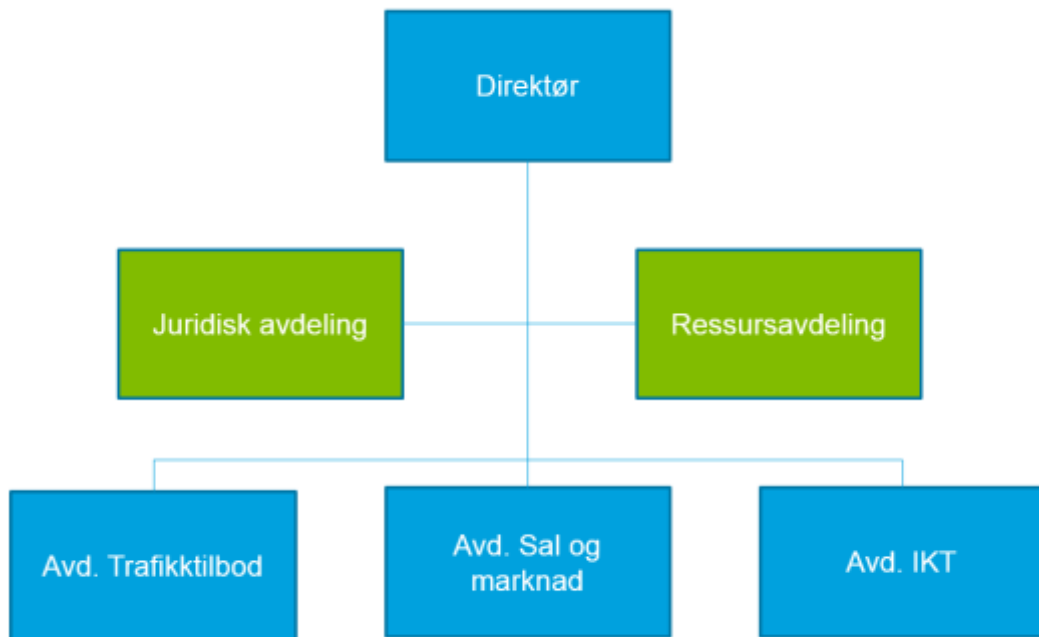 Direktør
Juridisk avdeling
Ressursavdeling
Avd. Trafikktilbod
Avd. Sal og
marknad
Avd. IKT